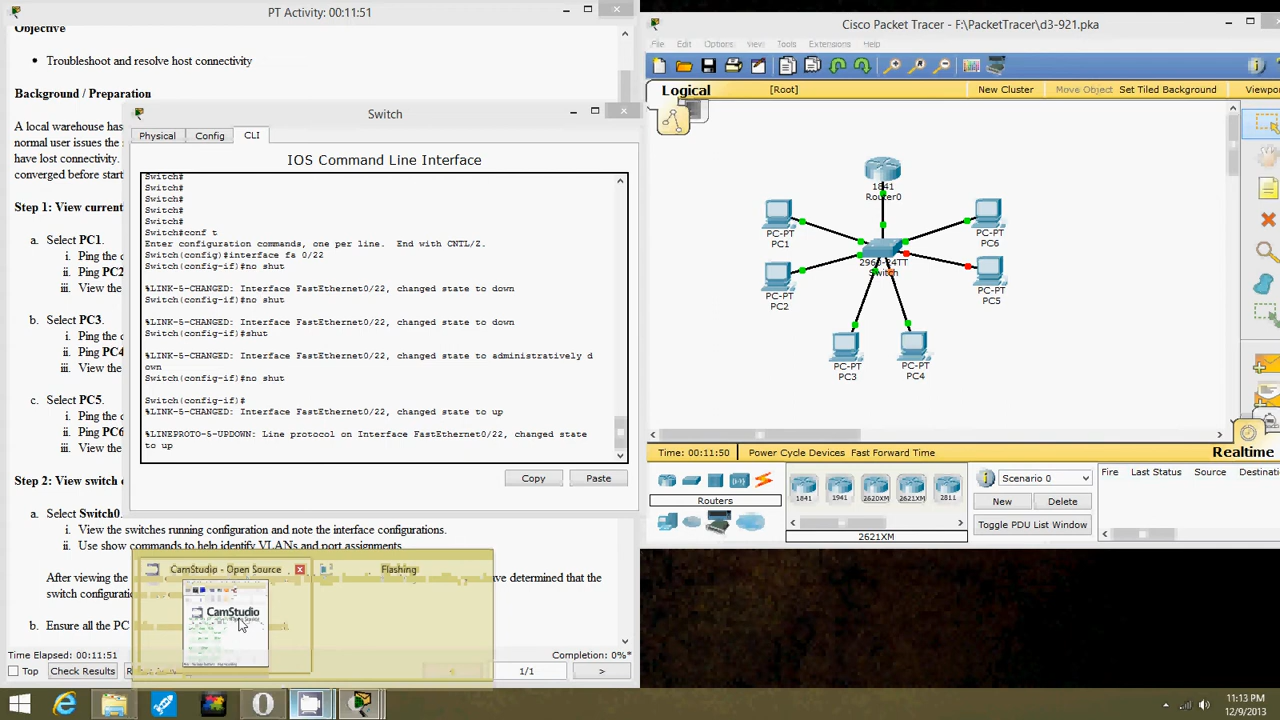 PT Activity: 00:11:51
Objective
Troubleshoot and resolve host connectivity
Background / Preparation
A local warehouse has
normal user issues the
have lost connectivity.
converged before start
Step 1: View current
a. Select PC1.
i. Ping the
ii. Ping PC2
iii. View the
b. Select PC3.
i. Ping the
ii. Ping PC4
iii. View the
c. Select PC5.
i. Ping the
ii. Ping PC6
iii. View the
Step 2: View switch
a. Select Switch0.
i. View the switches running configuration and note the interface configurations.
ii. Use show commands to help identify VLANs and port assignments.
After viewing the
have determined that the
switch configuration
b. Ensure all the PC
Time Elapsed: 00:11:51
Completion: 0%*
Top
Check Results
1/1
>
Switch
Physical
Config
CLI
IOS Command Line Interface
Switch#
Switch#
Switch#
Switch#
Switch#
Switch#conf t
Enter configuration commands, one per line. End with CNTL/Z.
Switch(config)#interface fa 0/22
Switch(config-if)#no shut
%LINK-5-CHANGED: Interface FastEthernet0/22, changed state to down
Switch(config-if)#no shut
%LINK-5-CHANGED: Interface FastEthernet0/22, changed state to down
Switch(config-if)#shut
%LINK-5-CHANGED: Interface FastEthernet0/22, changed state to administratively d
own
Switch(config-if)#no shut
Switch(config-if)#
%LINK-5-CHANGED: Interface FastEthernet0/22, changed state to up
%LINEPROTO-5-UPDOWN: Line protocol on Interface FastEthernet0/22, changed state
to up
Copy
Paste
CamStudio - Open Source ..
Flashing
CamStudio
Cisco Packet Tracer - F:\PacketTracer\d3-921.pka
File Edit Options View Tools Extensions Help
Logical
[Root]
New Cluster
Move Object
Set Tiled Background
Viewpor
1841
Router0
PC-PT
PC1
PC-PT
PC6
2960-24TT
Switch
PC-PT
PC2
PC-PT
PC5
PC-PT
PC3
PC-PT
PC4
Time: 00:11:50
Power Cycle Devices
Fast Forward Time
Realtime
Routers
1841
1941
2620XM
2621XM
2811
2621XM
Scenario 0
New
Delete
Toggle PDU List Window
Fire
Last Status
Source
Destinati
11:13 PM
12/9/2013